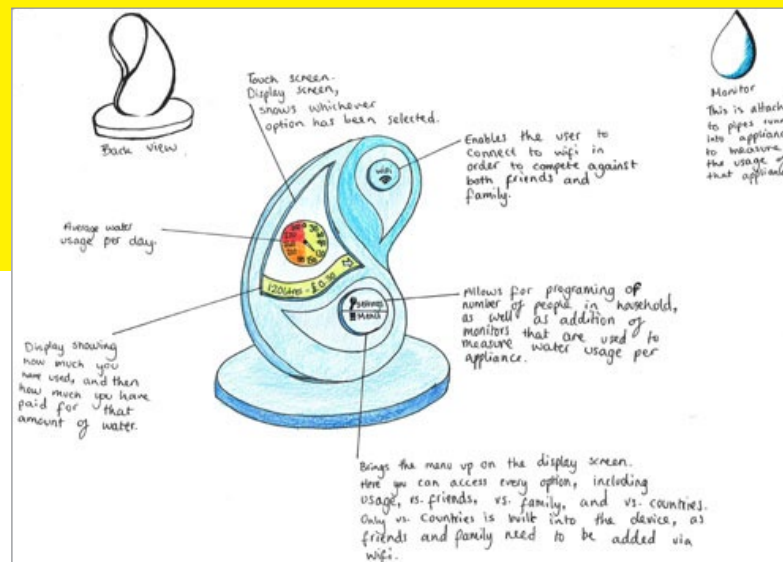 Back view
Touch screen.
Display screen,
shows whichever
option has been selected.
Monitor
This is attach
to pipes runn
into applianc
to measure
the usage o
that applianc
Enables the user to
connect to wifi in
order to compete against
both friends and
family.
wifi
Average water
usage per day.
120Litres = £0.30
settings
Menu
Allows for programing of
number of people in household,
as well as addition of
monitors that are used to
measure water usage per
appliance.
Display showing
how much you
have used, and then
how much you have
paid for that
amount of water.
Brings the menu up on the display screen.
Here you can access every option, including
usage, vs. friends, vs. family, and vs. countries.
Only vs. Countries is built into the device, as
friends and family need to be added via
wifi.